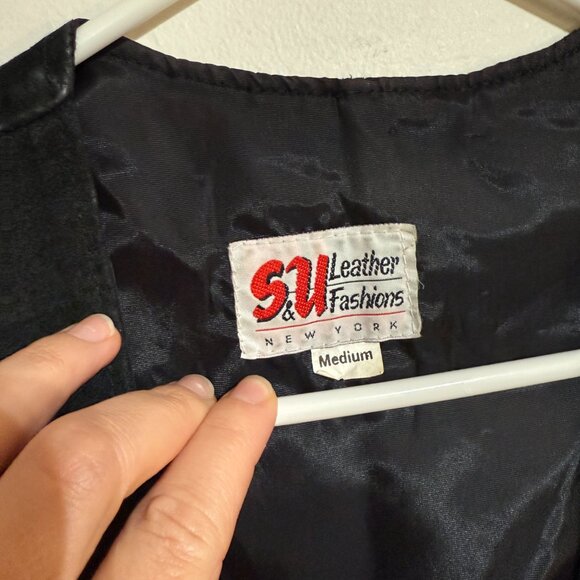 S&U Leather
Fashions
NEW YORK
Medium